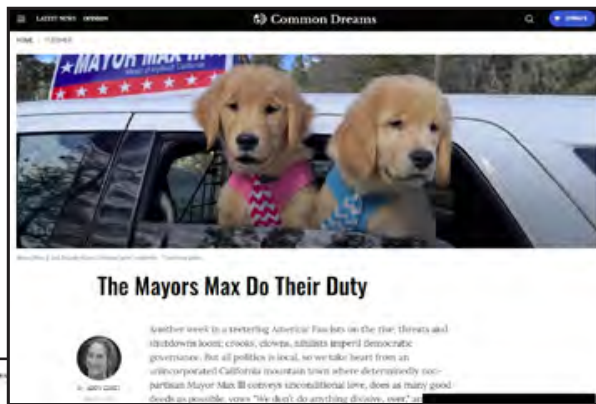 LATEST NEWS OPINION
Common Dreams
DONATE
HOME
MAYOR MAX III
The Mayors Max Do Their Duty
Another week in a teetering America: Fascists on the rise, threats and
shutdowns loom; crooks, clowns, nihilists imperil democratic
governance. But all politics is local, so we take heart from an
unincorporated California mountain town where determinedly non-
partisan Mayor Max III conveys unconditional love, does as many good
deeds as possible, vows "We don't do anything divisive, ever,"